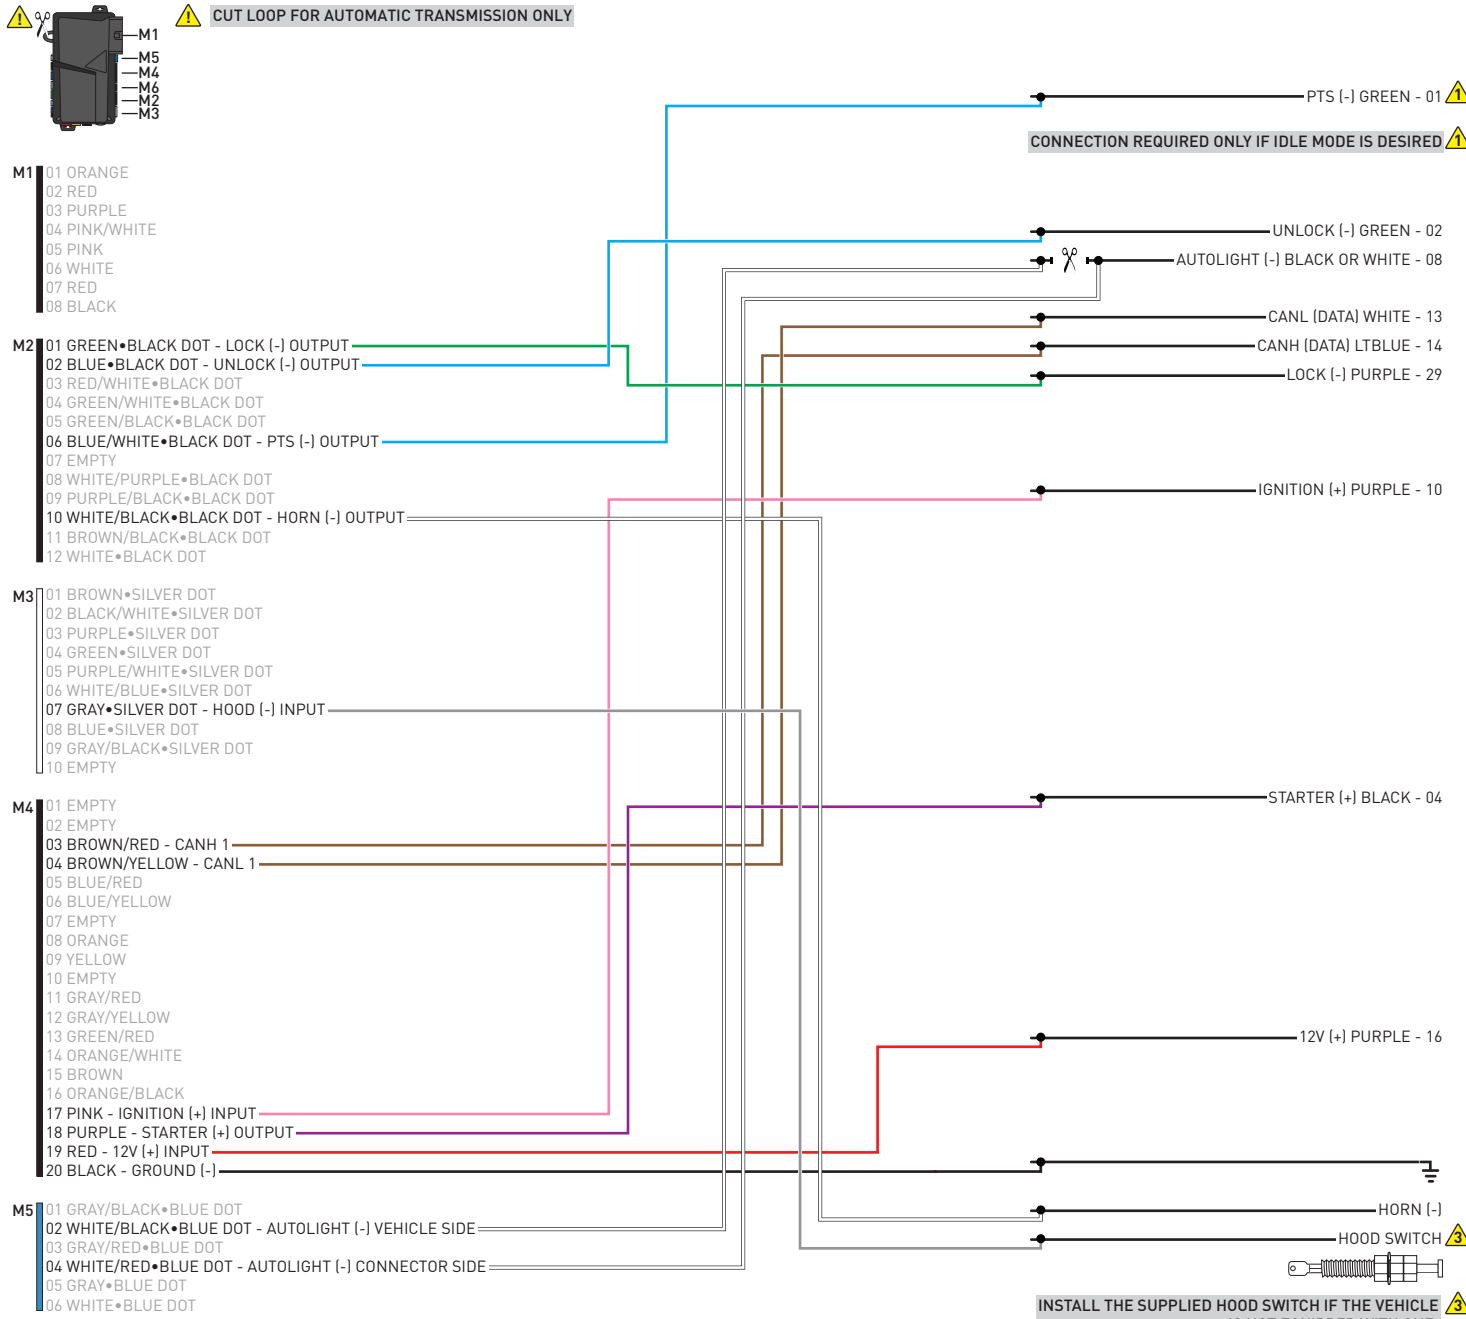 CUT LOOP FOR AUTOMATIC TRANSMISSION ONLY
M1
M5
M4
M6
M2
M3
PTS (-) GREEN - 01 1
CONNECTION REQUIRED ONLY IF IDLE MODE IS DESIRED 1
UNLOCK (-) GREEN - 02
AUTOLIGHT (-) BLACK OR WHITE - 08
CANL (DATA) WHITE - 13
CANH (DATA) LTBLUE - 14
LOCK (-) PURPLE - 29
IGNITION (+) PURPLE - 10
STARTER (+) BLACK - 04
12V (+) PURPLE - 16
HORN (-)
HOOD SWITCH 3
INSTALL THE SUPPLIED HOOD SWITCH IF THE VEHICLE 3
M1
01 ORANGE
02 RED
03 PURPLE
04 PINK/WHITE
05 PINK
06 WHITE
07 RED
08 BLACK
M2
01 GREEN•BLACK DOT - LOCK (-) OUTPUT
02 BLUE•BLACK DOT - UNLOCK (-) OUTPUT
03 RED/WHITE•BLACK DOT
04 GREEN/WHITE•BLACK DOT
05 GREEN/BLACK•BLACK DOT
06 BLUE/WHITE•BLACK DOT - PTS (-) OUTPUT
07 EMPTY
08 WHITE/PURPLE•BLACK DOT
09 PURPLE/BLACK•BLACK DOT
10 WHITE/BLACK•BLACK DOT - HORN (-) OUTPUT
11 BROWN/BLACK•BLACK DOT
12 WHITE•BLACK DOT
M3
01 BROWN•SILVER DOT
02 BLACK/WHITE•SILVER DOT
03 PURPLE•SILVER DOT
04 GREEN•SILVER DOT
05 PURPLE/WHITE•SILVER DOT
06 WHITE/BLUE•SILVER DOT
07 GRAY•SILVER DOT - HOOD (-) INPUT
08 BLUE•SILVER DOT
09 GRAY/BLACK•SILVER DOT
10 EMPTY
M4
01 EMPTY
02 EMPTY
03 BROWN/RED - CANH 1
04 BROWN/YELLOW - CANL 1
05 BLUE/RED
06 BLUE/YELLOW
07 EMPTY
08 ORANGE
09 YELLOW
10 EMPTY
11 GRAY/RED
12 GRAY/YELLOW
13 GREEN/RED
14 ORANGE/WHITE
15 BROWN
16 ORANGE/BLACK
17 PINK - IGNITION (+) INPUT
18 PURPLE - STARTER (+) OUTPUT
19 RED - 12V (+) INPUT
20 BLACK - GROUND (-)
M5
01 GRAY/BLACK•BLUE DOT
02 WHITE/BLACK•BLUE DOT - AUTOLIGHT (-) VEHICLE SIDE
03 GRAY/RED•BLUE DOT
04 WHITE/RED•BLUE DOT - AUTOLIGHT (-) CONNECTOR SIDE
05 GRAY•BLUE DOT
06 WHITE•BLUE DOT